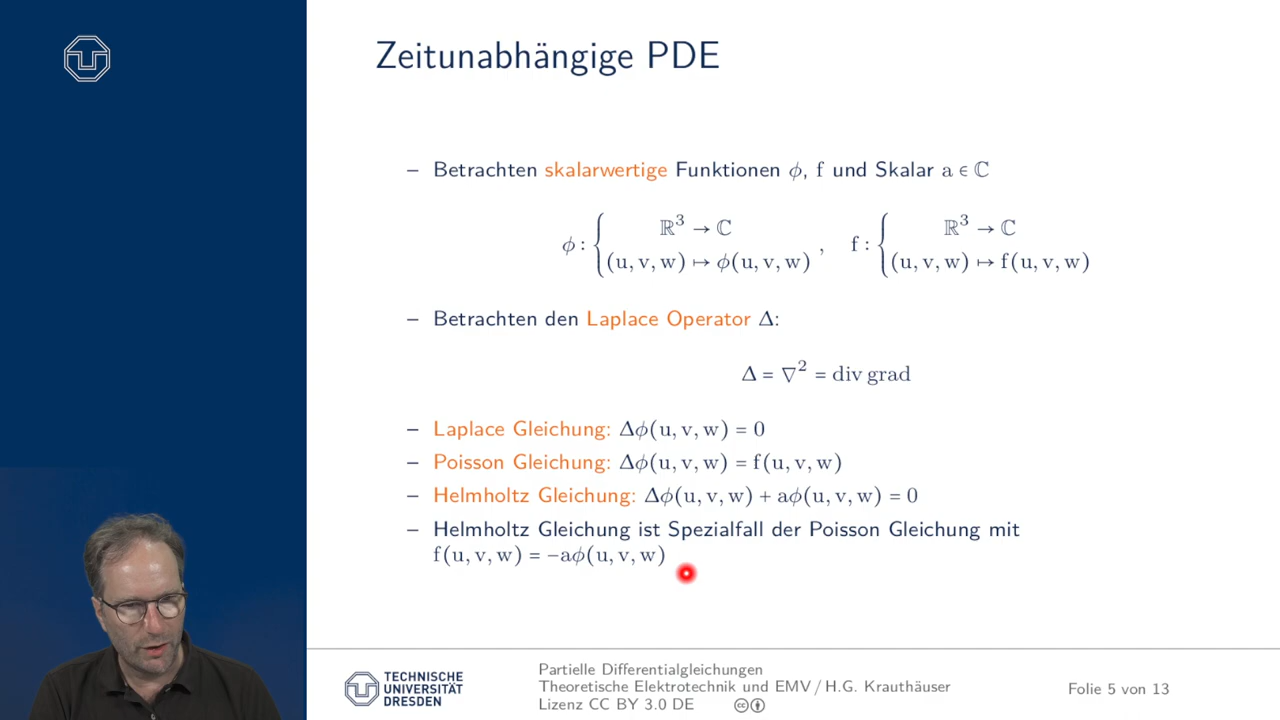 Zeitunabhängige PDE
– Betrachten skalarwertige Funktionen ϕ, f und Skalar a ∈ ℂ
ϕ : { ℝ³ → ℂ , f : { ℝ³ → ℂ
(u, v, w) ↦ ϕ(u, v, w) (u, v, w) ↦ f(u, v, w)
– Betrachten den Laplace Operator Δ:
Δ = ∇² = div grad
– Laplace Gleichung: Δϕ(u, v, w) = 0
– Poisson Gleichung: Δϕ(u, v, w) = f(u, v, w)
– Helmholtz Gleichung: Δϕ(u, v, w) + aϕ(u, v, w) = 0
– Helmholtz Gleichung ist Spezialfall der Poisson Gleichung mit
f(u, v, w) = −aϕ(u, v, w)
TECHNISCHE
UNIVERSITÄT
DRESDEN
Partielle Differentialgleichungen
Theoretische Elektrotechnik und EMV / H.G. Krauthäuser
Lizenz CC BY 3.0 DE
Folie 5 von 13